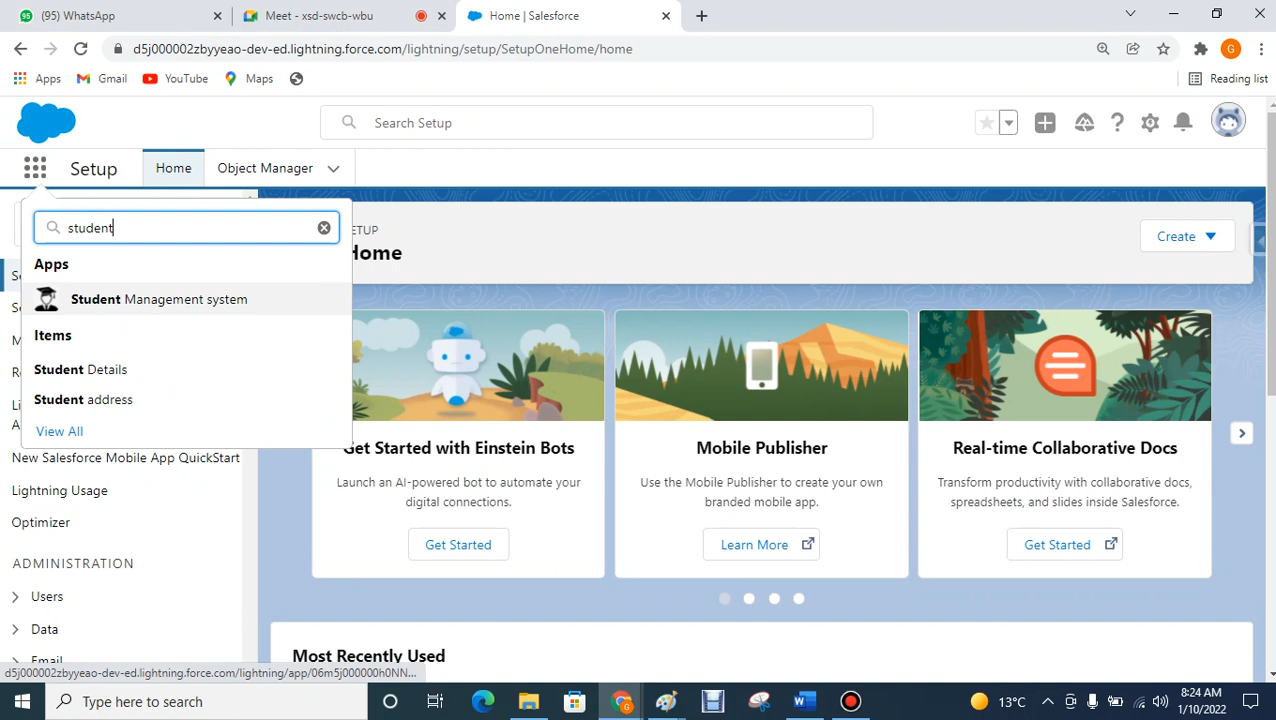 (95) WhatsApp
Meet - xsd-swcb-wbu
Home | Salesforce
d5j000002zbyyeao-dev-ed.lightning.force.com/lightning/setup/SetupOneHome/home
G
Apps
Gmail
YouTube
Maps
Reading list
Search Setup
Setup
Home
Object Manager
student
Apps
Student Management system
Items
Student Details
Student address
View All
SETUP
Home
Create
New Salesforce Mobile App QuickStart
Lightning Usage
Optimizer
ADMINISTRATION
Users
Data
Email
Get Started with Einstein Bots
Launch an AI-powered bot to automate your
digital connections.
Get Started
Mobile Publisher
Use the Mobile Publisher to create your own
branded mobile app.
Learn More
Real-time Collaborative Docs
Transform productivity with collaborative docs,
spreadsheets, and slides inside Salesforce.
Get Started
Most Recently Used
d5j000002zbyyeao-dev-ed.lightning.force.com/lightning/app/06m5j000000h0NN...
Type here to search
13°C
8:24 AM
1/10/2022